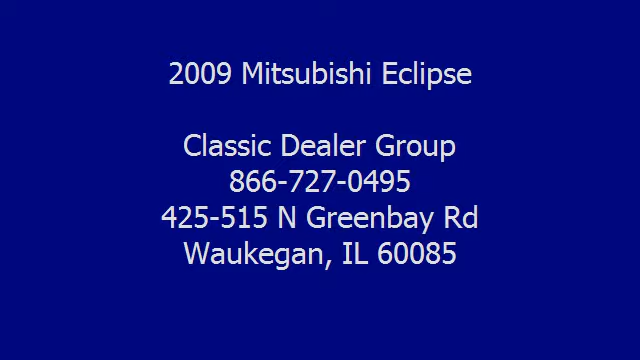 2009 Mitsubishi Eclipse
Classic Dealer Group
866-727-0495
425-515 N Greenbay Rd
Waukegan, IL 60085